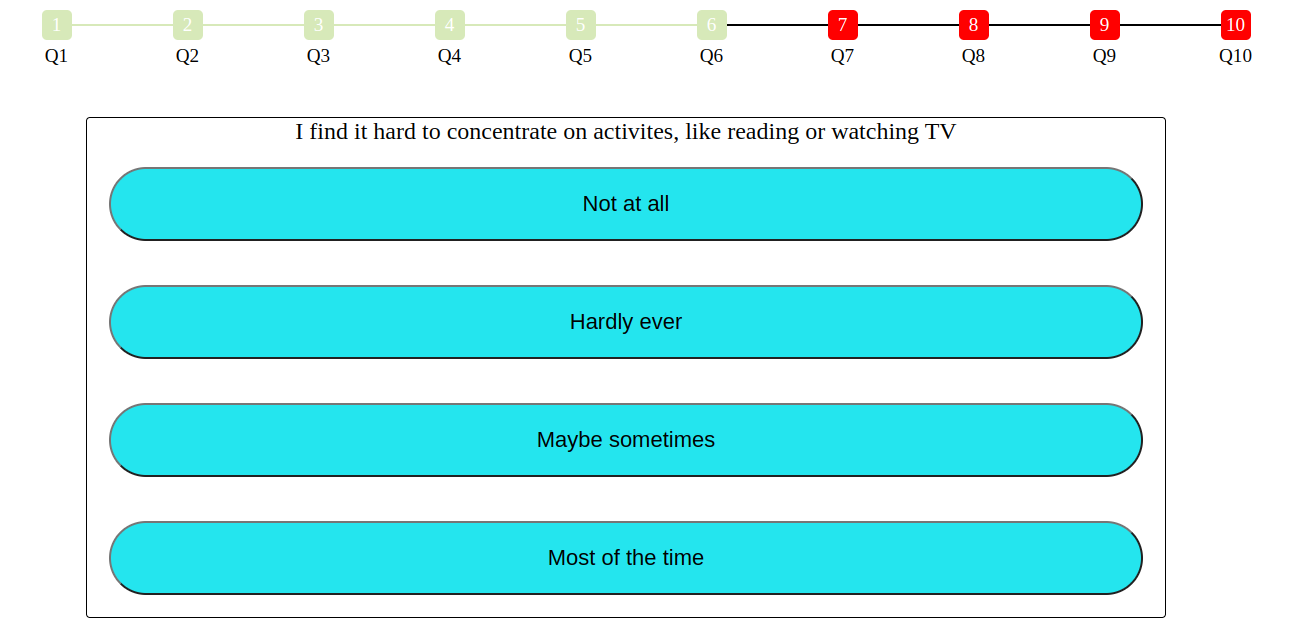 1 2 3 4 5 6 7 8 9 10
Q1 Q2 Q3 Q4 Q5 Q6 Q7 Q8 Q9 Q10
I find it hard to concentrate on activites, like reading or watching TV
Not at all
Hardly ever
Maybe sometimes
Most of the time